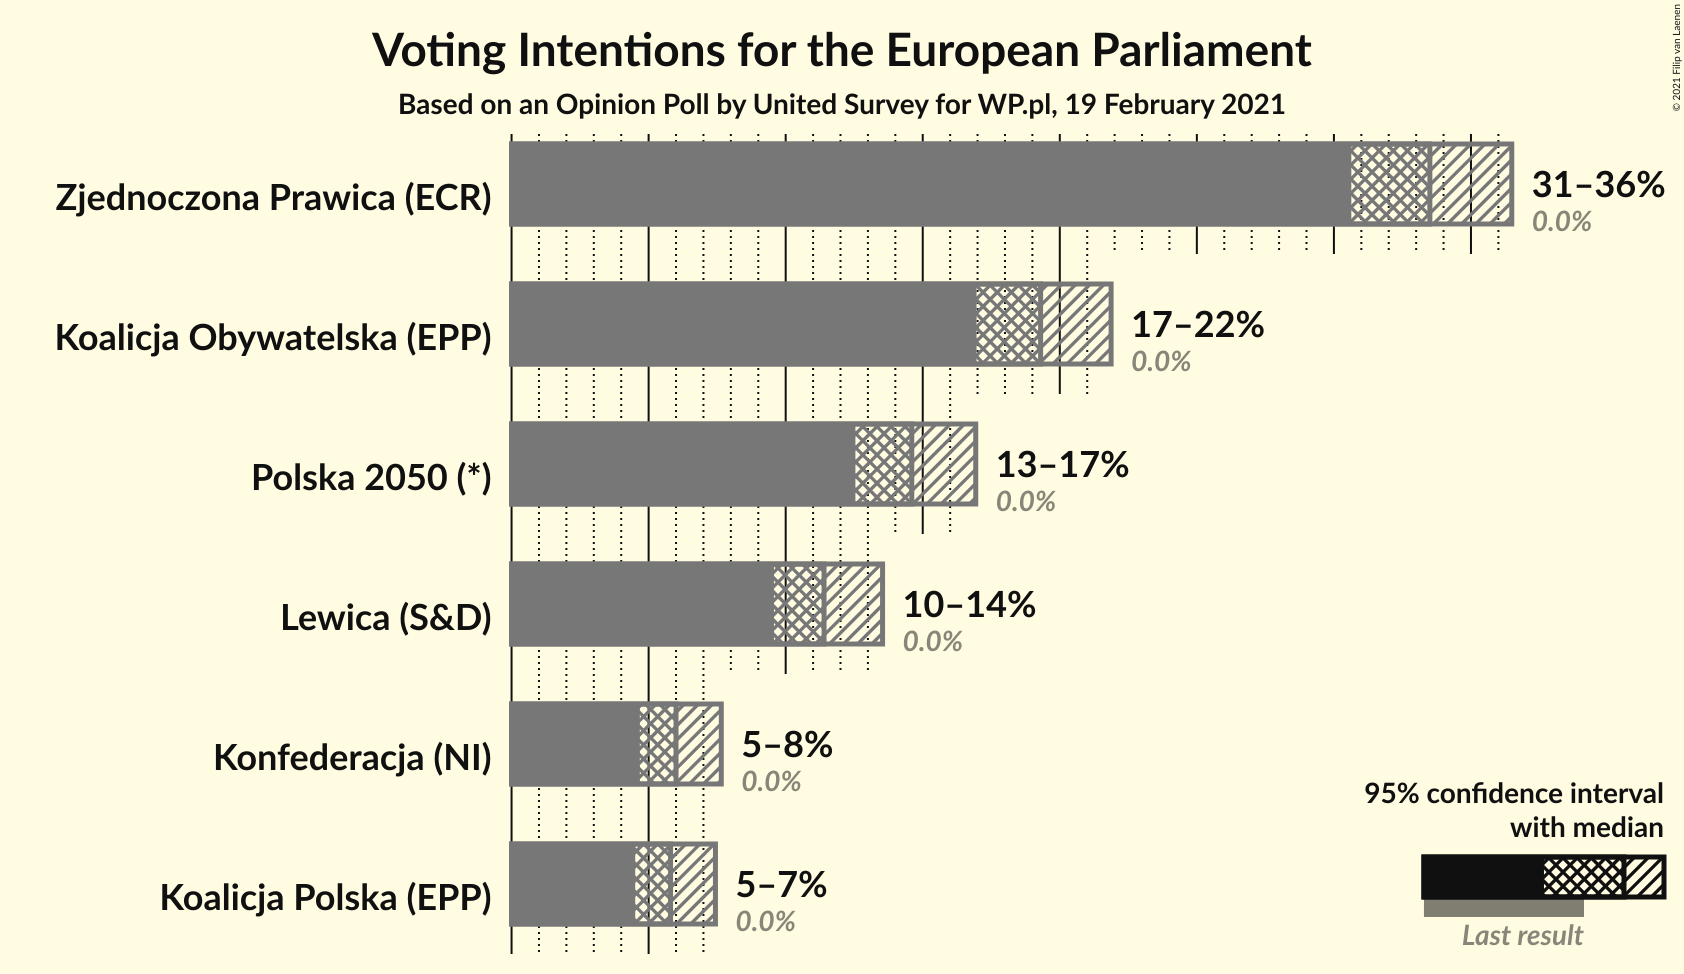 Voting Intentions for the European Parliament
Based on an Opinion Poll by United Survey for WP.pl, 19 February 2021
© 2021 Filip van Laenen
Zjednoczona Prawica (ECR)
31–36%
0.0%
Koalicja Obywatelska (EPP)
17–22%
0.0%
Polska 2050 (*)
13–17%
0.0%
Lewica (S&D)
10–14%
0.0%
Konfederacja (NI)
5–8%
0.0%
Koalicja Polska (EPP)
5–7%
0.0%
95% confidence interval
with median
Last result